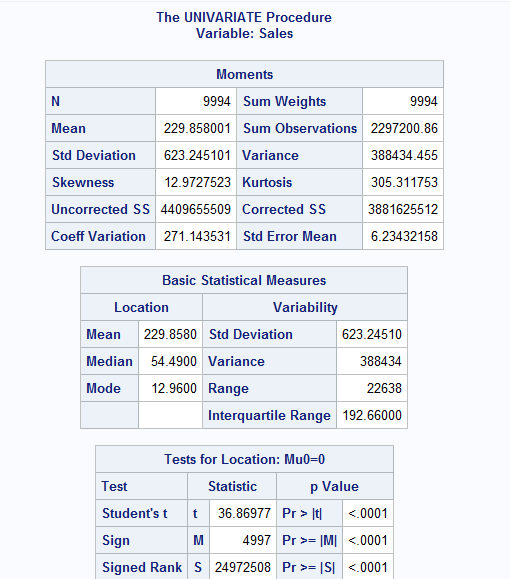 The UNIVARIATE Procedure
Variable: Sales
Moments
N 9994 Sum Weights 9994
Mean 229.858001 Sum Observations 2297200.86
Std Deviation 623.245101 Variance 388434.455
Skewness 12.9727523 Kurtosis 305.311753
Uncorrected SS 4409655509 Corrected SS 3881625512
Coeff Variation 271.143531 Std Error Mean 6.23432158
Basic Statistical Measures
Location Variability
Mean 229.8580 Std Deviation 623.24510
Median 54.4900 Variance 388434
Mode 12.9600 Range 22638
Interquartile Range 192.66000
Tests for Location: Mu0=0
Test Statistic p Value
Student's t t 36.86977 Pr > |t| <.0001
Sign M 4997 Pr >= |M| <.0001
Signed Rank S 24972508 Pr >= |S| <.0001